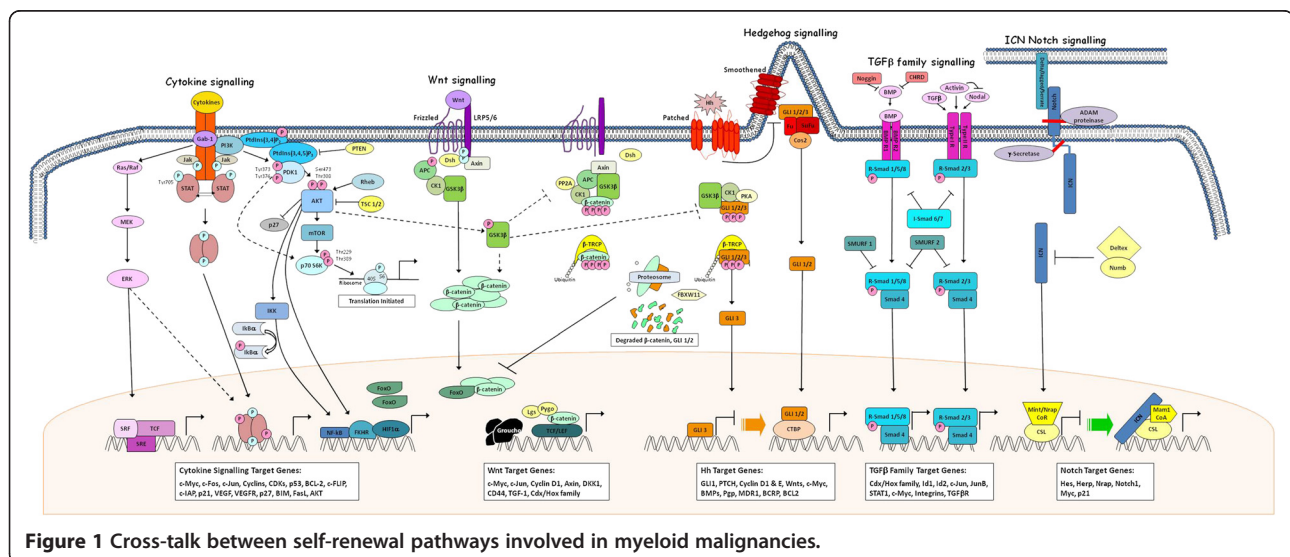 Hedgehog signalling
Smoothened
ICN Notch signalling
Cytokine signalling
Wnt signalling
TGFβ family signalling
Cytokines
Gab-1
PI3K
Jak
Jak
P
P
STAT
STAT
Tyr705
PtdIns(3,4,5)P₃
PTEN
PDK1
Tyr373
Tyr376
Ser473
Thr308
AKT
Rheb
TSC 1/2
p27
mTOR
p70 S6K
Thr229
Thr389
Ribosome
40S
S6
Translation Initiated
Ras/Raf
MEK
ERK
IKK
IkBα
IkBα
SRF
TCF
SRE
NF-kB
FKHR
HIF1α
FoxO
FoxO
Wnt
Frizzled
LRP5/6
Dsh
Axin
APC
CK1
GSK3β
GSK3β
β-catenin
β-catenin
β-catenin
β-catenin
FoxO
β-catenin
Dsh
Axin
PP2A
APC
CK1
GSK3β
β-catenin
P P P P
β-TRCP
β-catenin
P P P P
Ubiquitin
Proteosome
FBXW11
Degraded β-catenin, GLI 1/2
Groucho
Lgs
Pygo
β-catenin
TCF/LEF
Hh
Patched
GLI 1/2/3
Cos2
GSK3β
CK1
PKA
GLI 1/2/3
P P P
β-TRCP
GLI 1/2/3
P P P
Ubiquitin
GLI 3
GLI 1/2
GLI 3
GLI 1/2
CTBP
Noggin
CHRD
BMP
BMP
TGFβ
Activin
Nodal
R-Smad 1/5/8
R-Smad 2/3
I-Smad 6/7
SMURF 1
SMURF 2
R-Smad 1/5/8
Smad 4
R-Smad 2/3
Smad 4
R-Smad 1/5/8
Smad 4
R-Smad 2/3
Smad 4
Notch
ADAM
proteinase
γ-Secretase
ICN
ICN
Deltex
Numb
Mint/Nrap
CoR
CSL
ICN
Mam1
CoA
CSL
Cytokine Signalling Target Genes:
c-Myc, c-Fos, c-Jun, Cyclins, CDKs, p53, BCL-2, c-FLIP,
c-IAP, p21, VEGF, VEGFR, p27, BIM, FasL, AKT
Wnt Target Genes:
c-Myc, c-Jun, Cyclin D1, Axin, DKK1,
CD44, TGF-1, Cdx/Hox family
Hh Target Genes:
GLI1, PTCH, Cyclin D1 & E, Wnts, c-Myc,
BMPs, Pgp, MDR1, BCRP, BCL2
TGFβ Family Target Genes:
Cdx/Hox family, Id1, Id2, c-Jun, JunB,
STAT1, c-Myc, Integrins, TGFβR
Notch Target Genes:
Hes, Herp, Nrap, Notch1,
Myc, p21
Figure 1 Cross-talk between self-renewal pathways involved in myeloid malignancies.